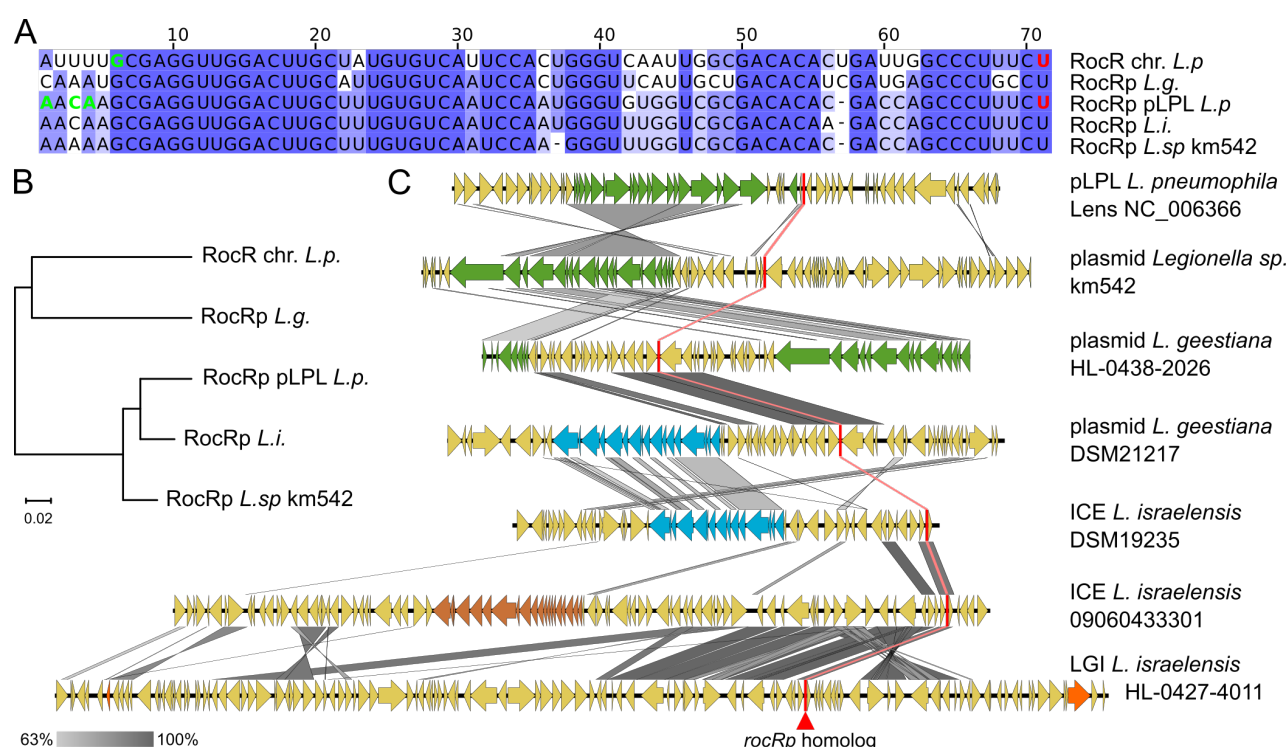 A
10 20 30 40 50 60 70
AUUUUGCGAGGUUGGACUUGCUAUGUGUCAUUCCACUGGGUCAAUUGGCGACACACUGAUUGGCCCUUUCU RocR chr. L.p
RocRp L.g.
AACAAGCGAGGUUGGACUUGCUUUGUGUCAAUCCAAUGGGUGUGGUCGCGACACAC-GACCAGCCCUUUCU RocRp pLPL L.p
AACAAGCGAGGUUGGACUUGCUUUGUGUCAAUCCAAUGGGUUUGGUCGCGACACAA-GACCAGCCCUUUCU RocRp L.i.
AAAAAGCGAGGUUGGACUUGCUUUGUGUCAAUCCAA-GGGUUUGGUCGCGACACAC-GACCAGCCCUUUCU RocRp L.sp km542
B
RocR chr. L.p.
RocRp L.g.
RocRp pLPL L.p.
RocRp L.i.
RocRp L.sp km542
0.02
C
pLPL L. pneumophila
Lens NC_006366
plasmid Legionella sp.
km542
plasmid L. geestiana
HL-0438-2026
plasmid L. geestiana
DSM21217
ICE L. israelensis
DSM19235
ICE L. israelensis
09060433301
LGI L. israelensis
HL-0427-4011
63% 100%
rocRp homolog